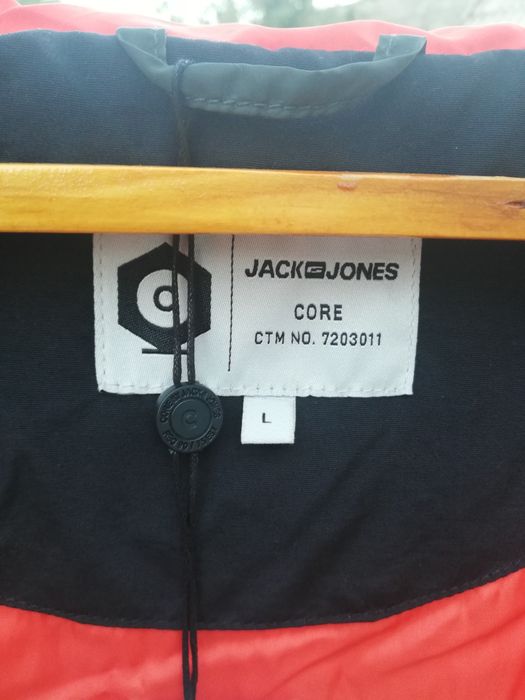 JACK JONES
CORE
CTM NO. 7203011
L